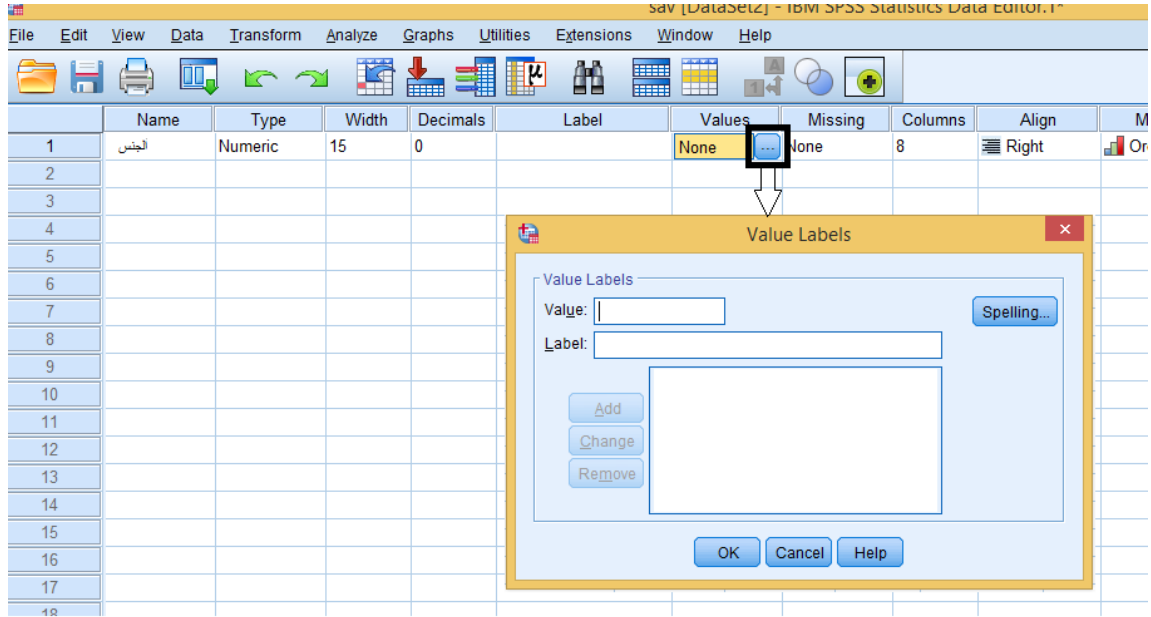 sav [DataSet2] - IBM SPSS Statistics Data Editor.1*
File Edit View Data Transform Analyze Graphs Utilities Extensions Window Help
Name Type Width Decimals Label Values Missing Columns Align M
1 الجنس Numeric 15 0 None ... None 8 Right Or
2
3
4
Value Labels
5
6
Value Labels
7
Value: Spelling...
8
Label:
9
10
Add
11
Change
12
13
Remove
14
15
16
OK Cancel Help
17
18